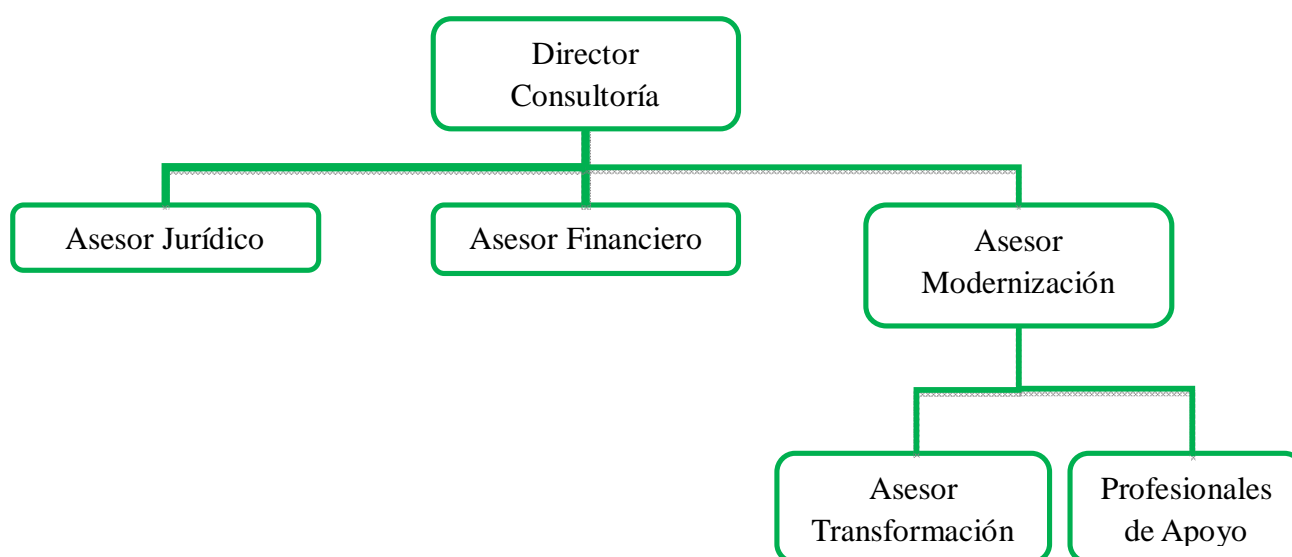 Director
Consultoría
Asesor Jurídico
Asesor Financiero
Asesor
Modernización
Asesor
Transformación
Profesionales
de Apoyo